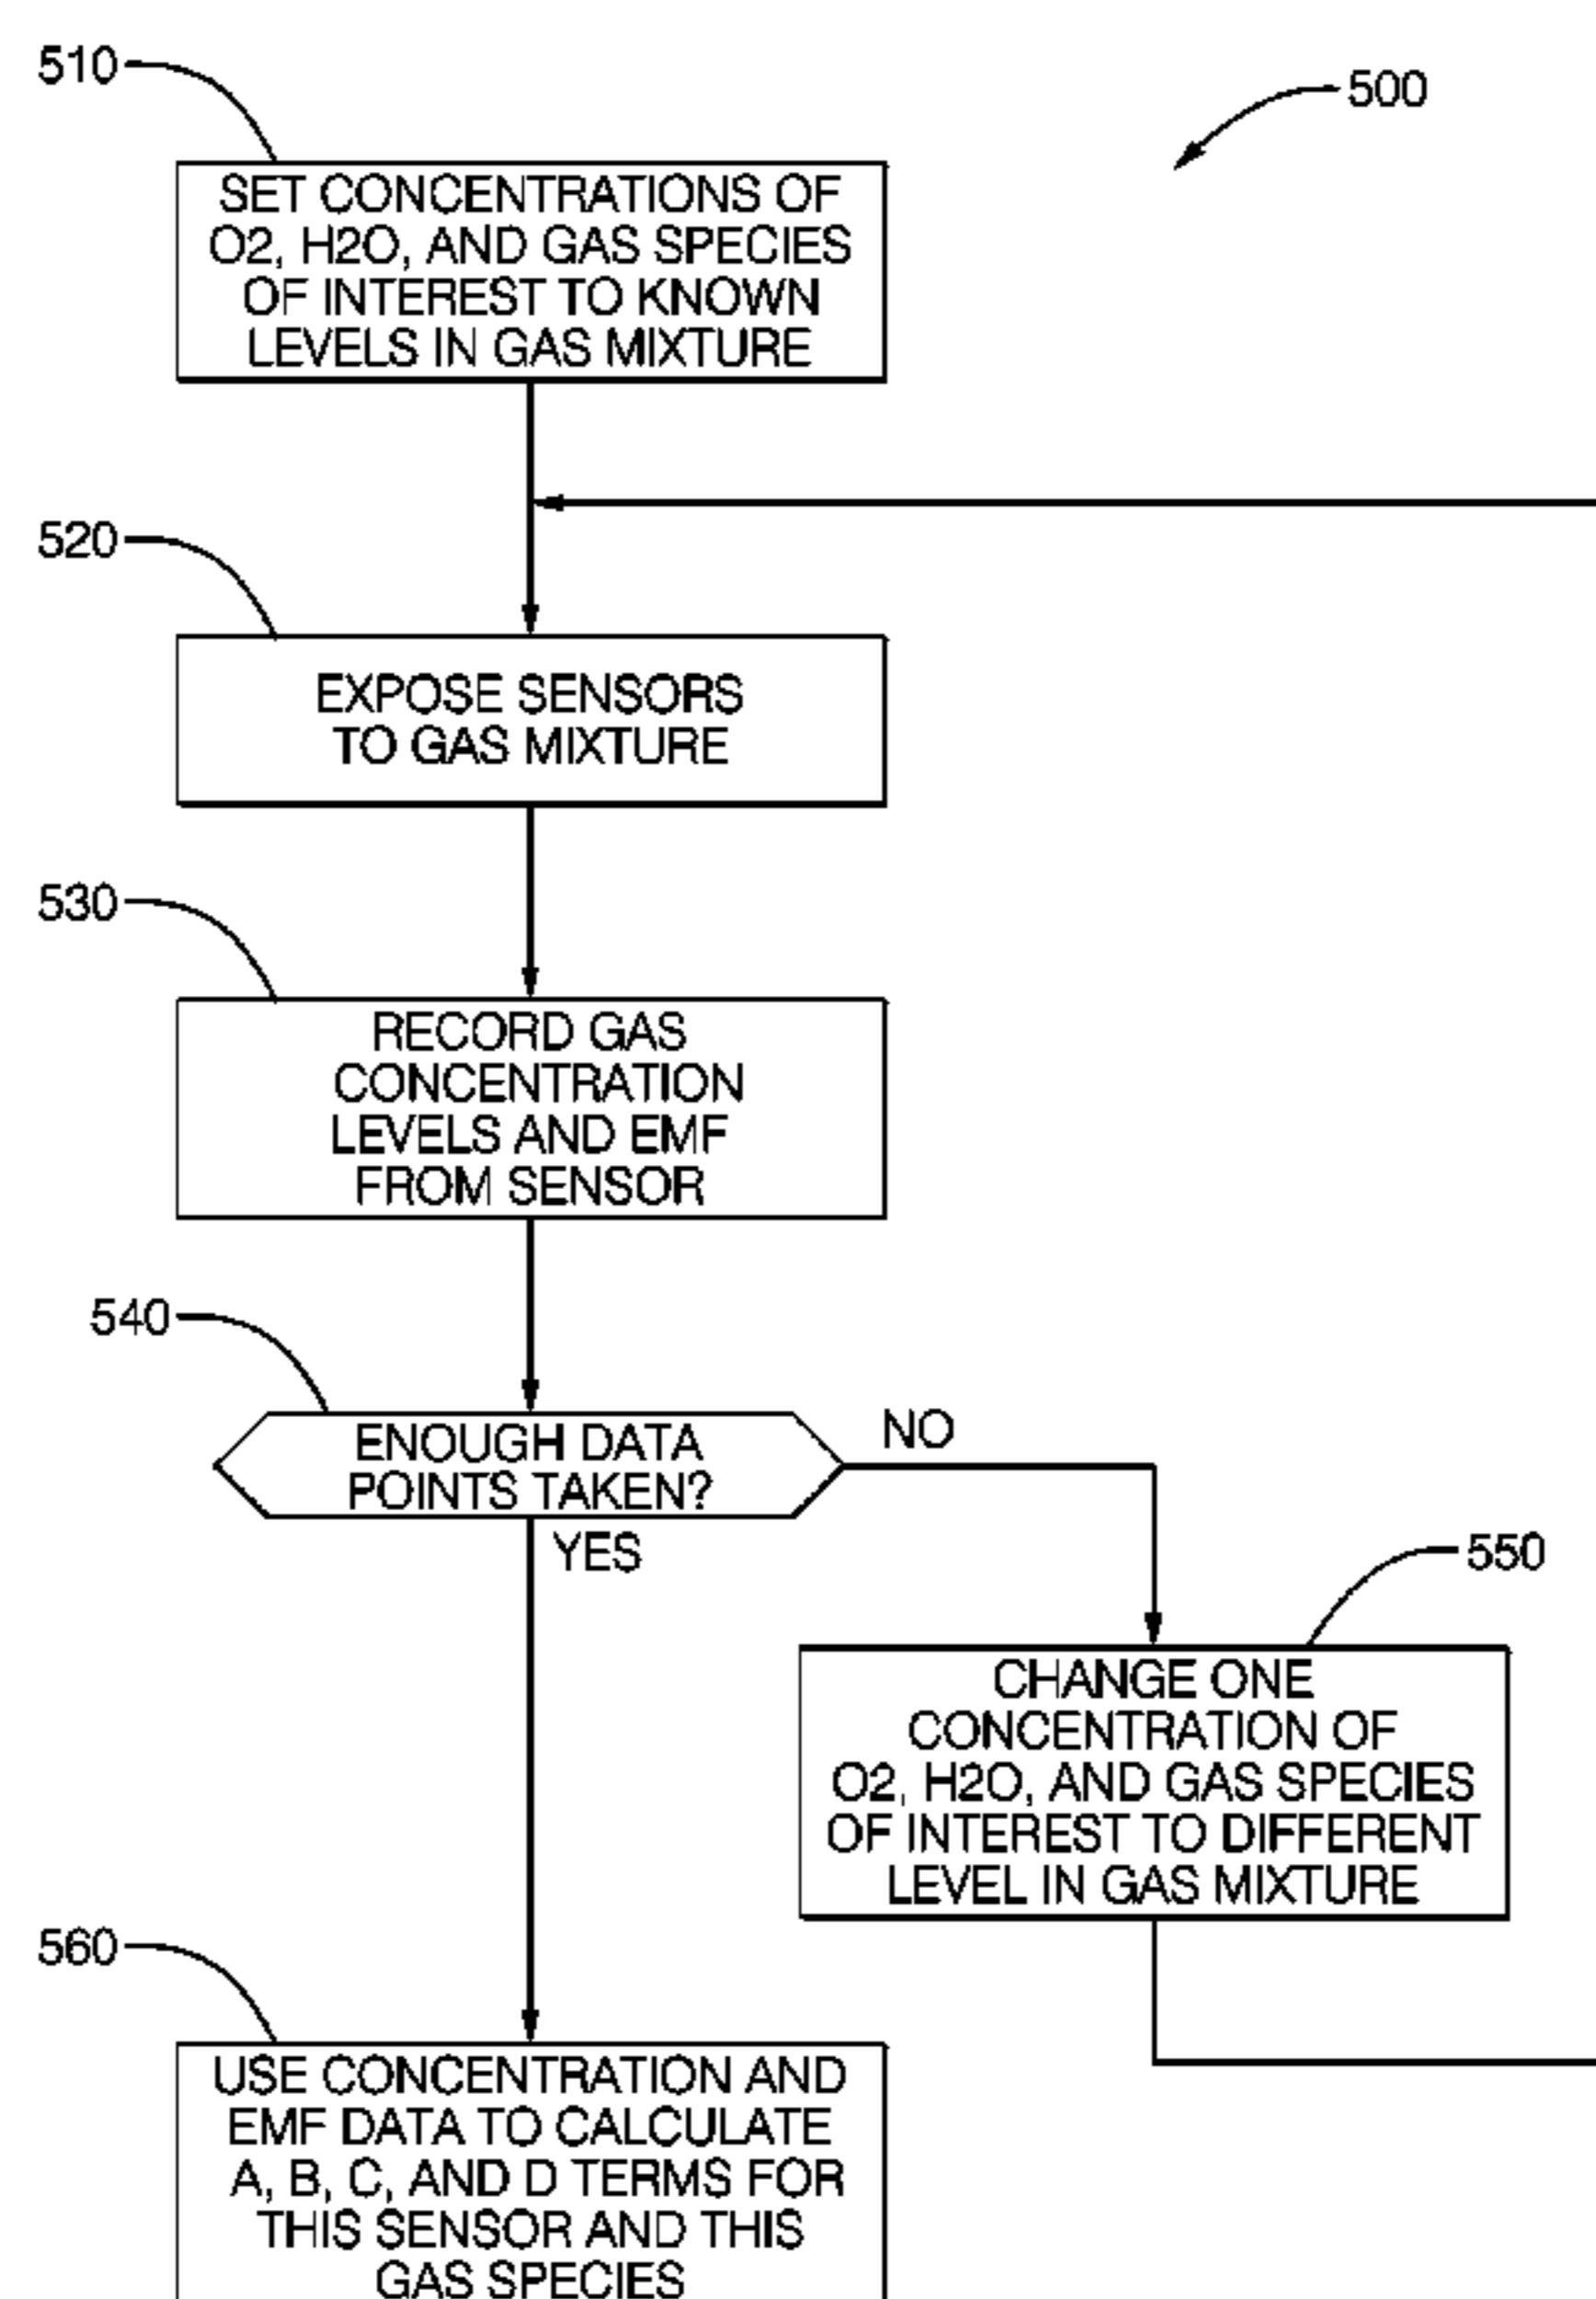 510
500
SET CONCENTRATIONS OF
O2, H2O, AND GAS SPECIES
OF INTEREST TO KNOWN
LEVELS IN GAS MIXTURE
520
EXPOSE SENSORS
TO GAS MIXTURE
530
RECORD GAS
CONCENTRATION
LEVELS AND EMF
FROM SENSOR
540
ENOUGH DATA
POINTS TAKEN?
NO
YES
550
CHANGE ONE
CONCENTRATION OF
O2, H2O, AND GAS SPECIES
OF INTEREST TO DIFFERENT
LEVEL IN GAS MIXTURE
560
USE CONCENTRATION AND
EMF DATA TO CALCULATE
A, B, C, AND D TERMS FOR
THIS SENSOR AND THIS
GAS SPECIES